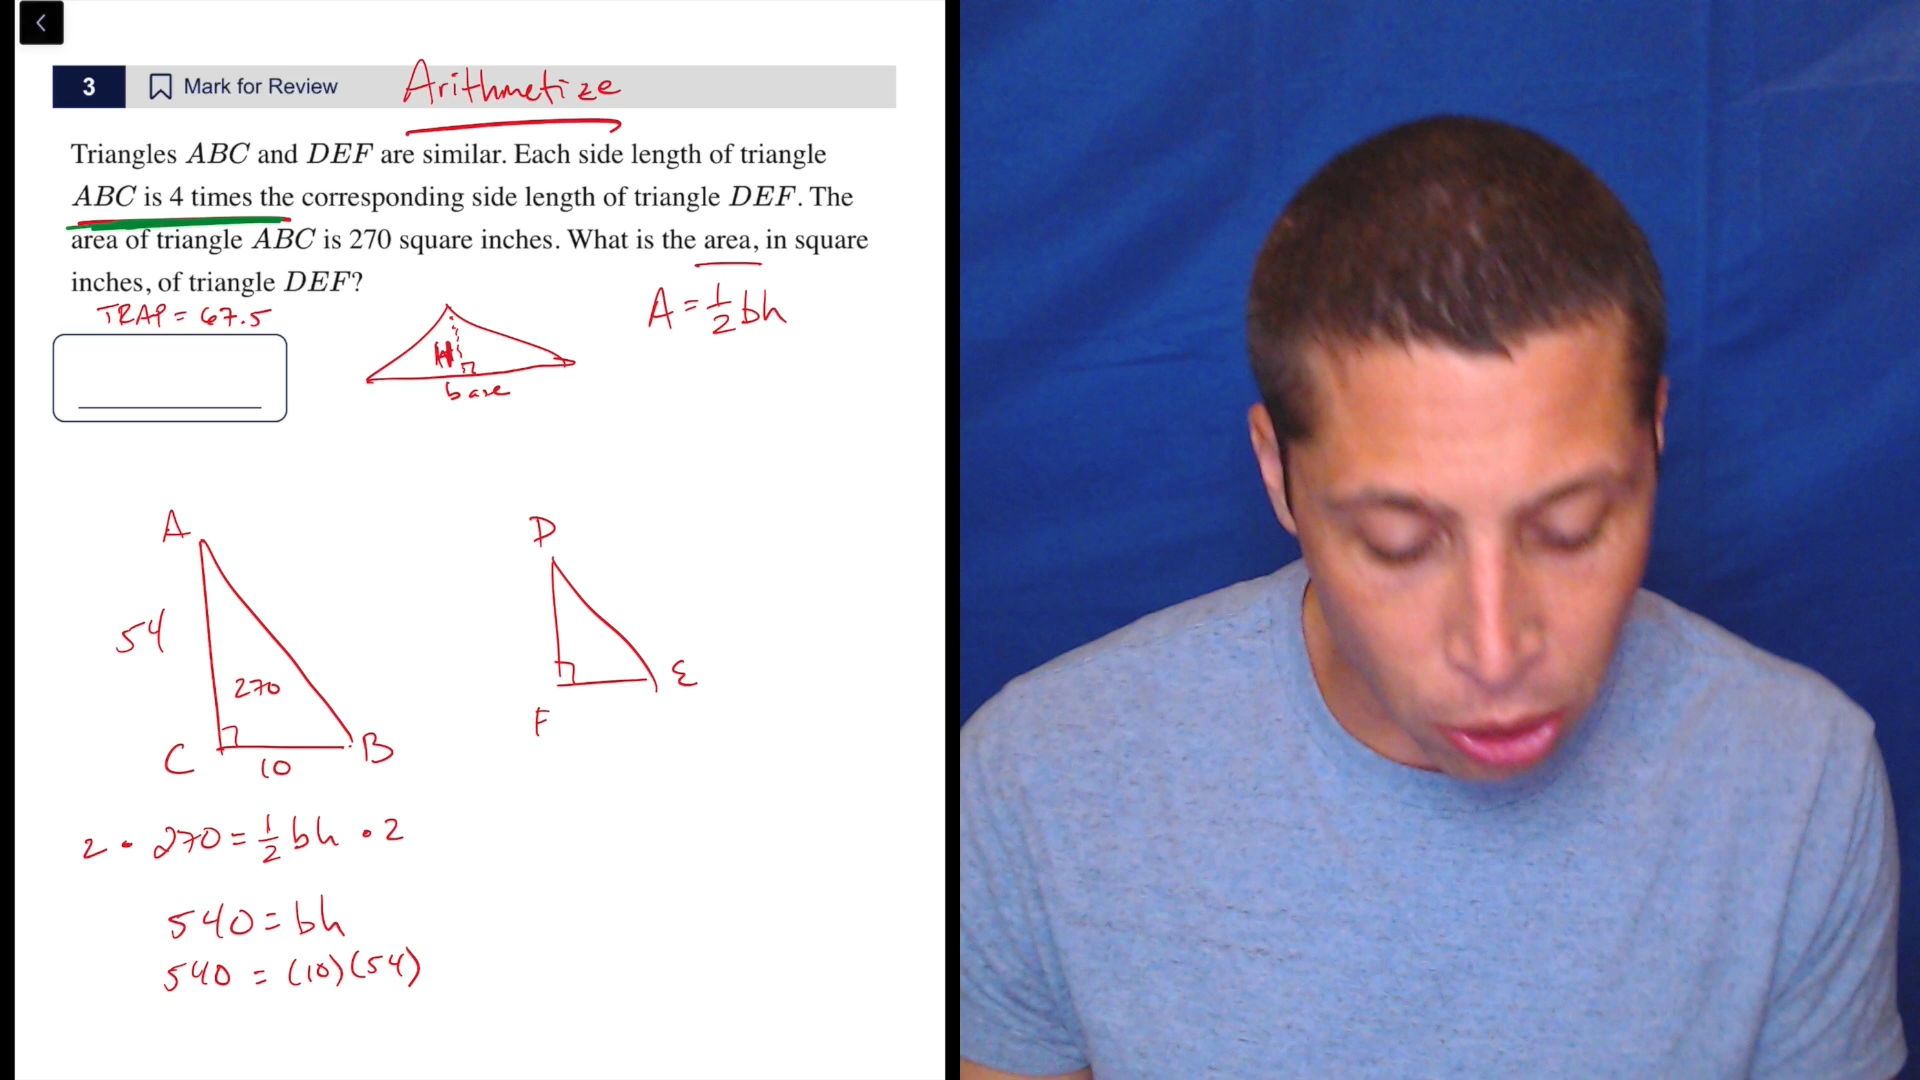 3 Mark for Review Arithmetize
Triangles ABC and DEF are similar. Each side length of triangle
ABC is 4 times the corresponding side length of triangle DEF. The
area of triangle ABC is 270 square inches. What is the area, in square
inches, of triangle DEF?
TRAP = 67.5
A = 1/2 bh
base
A
D
54
270
E
F
C
B
10
2 • 270 = 1/2 bh • 2
540 = bh
540 = (10)(54)